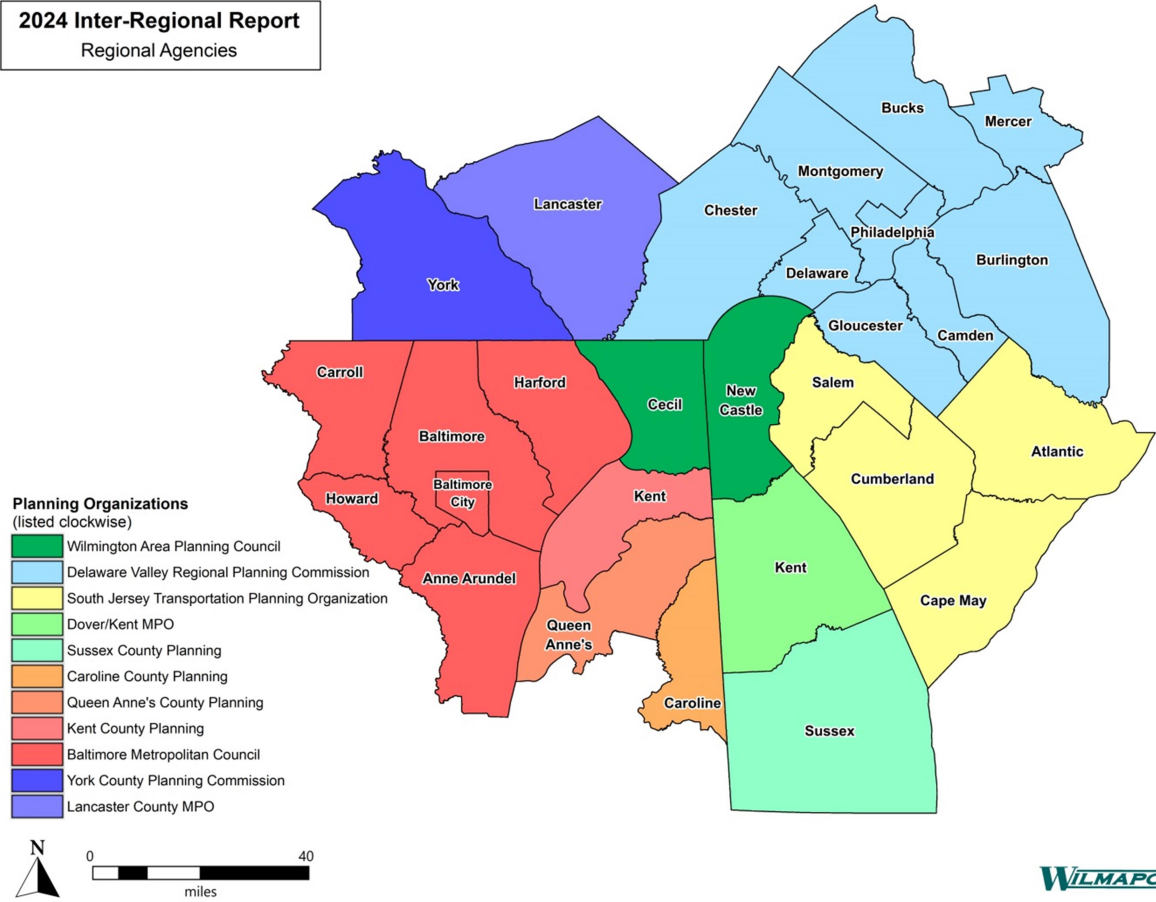 2024 Inter-Regional Report
Regional Agencies
Bucks
Mercer
Montgomery
Lancaster
Chester
Philadelphia
Burlington
Delaware
York
Gloucester
Camden
Carroll
Harford
Salem
New
Castle
Cecil
Baltimore
Atlantic
Cumberland
Baltimore
City
Kent
Howard
Planning Organizations
(listed clockwise)
Wilmington Area Planning Council
Delaware Valley Regional Planning Commission
South Jersey Transportation Planning Organization
Dover/Kent MPO
Sussex County Planning
Caroline County Planning
Queen Anne's County Planning
Kent County Planning
Baltimore Metropolitan Council
York County Planning Commission
Lancaster County MPO
Kent
Anne Arundel
Cape May
Queen
Anne's
Caroline
Sussex
N
0 40
miles